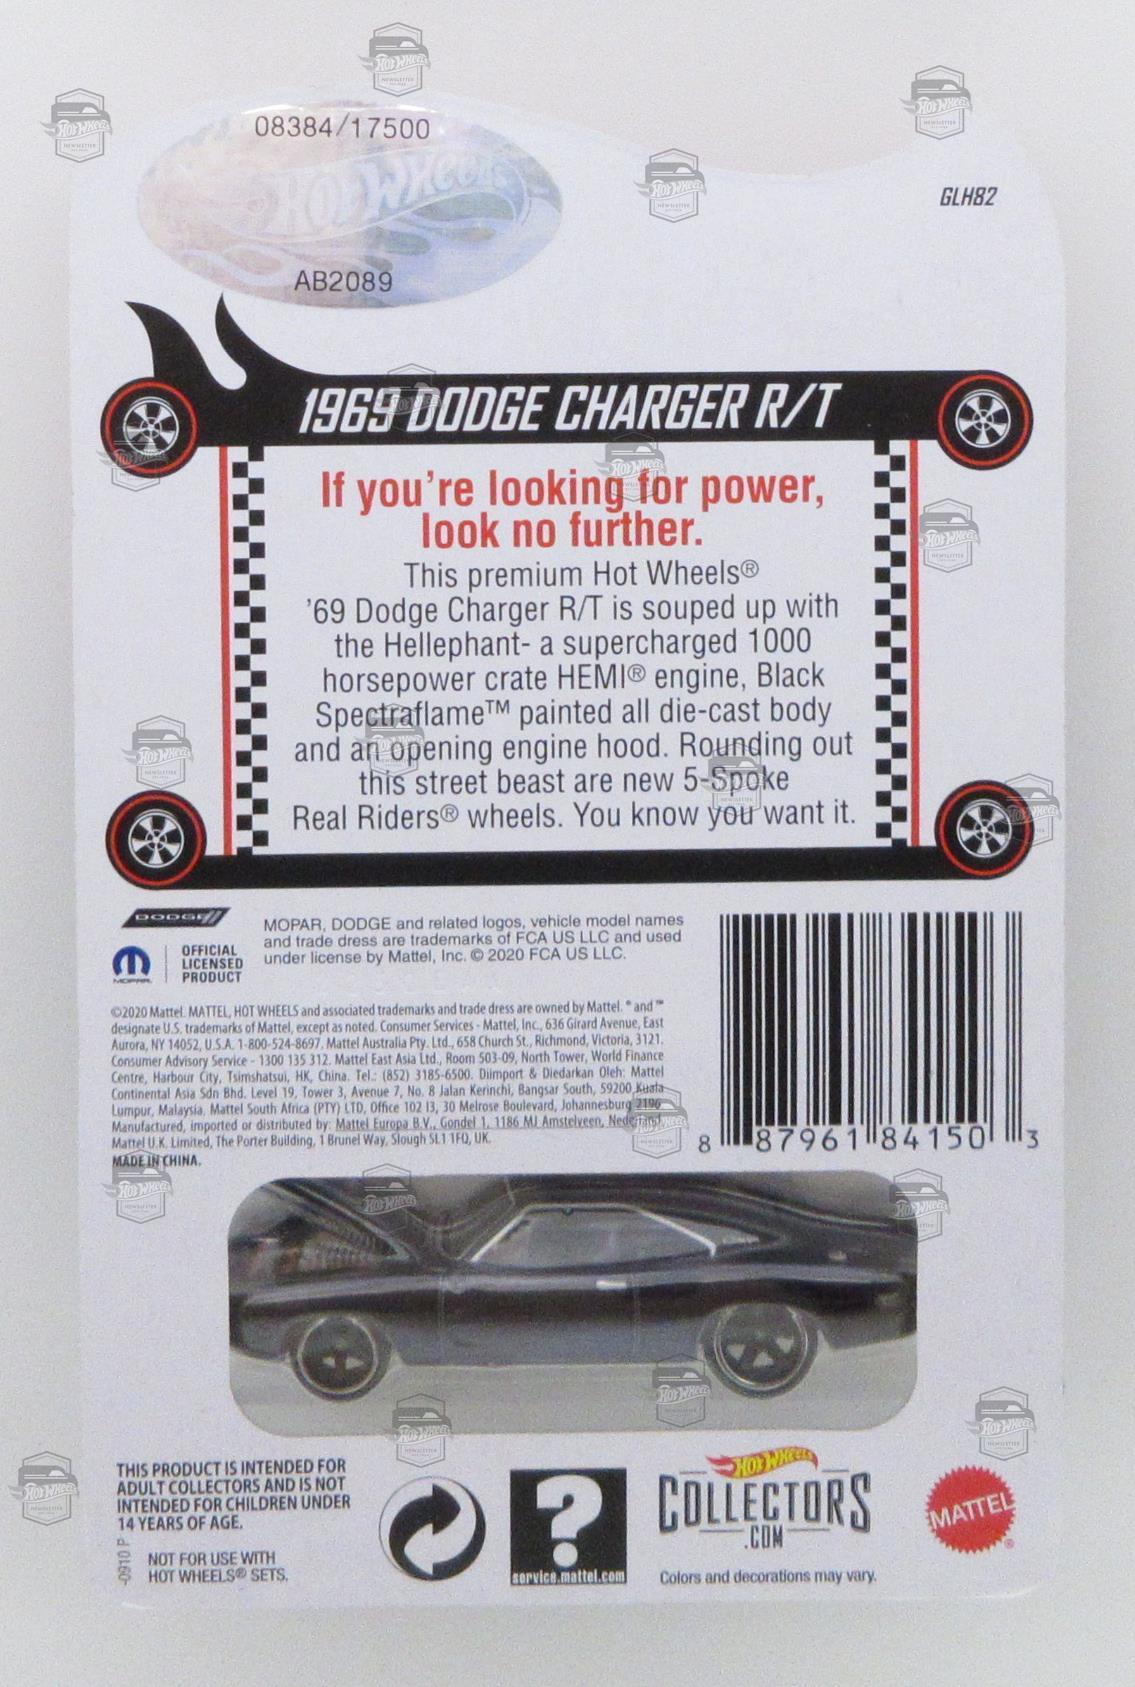 08384/17500
HOT WHEELS
AB2089
GLH82
1969 DODGE CHARGER R/T
If you're looking for power,
look no further.
This premium Hot Wheels®
'69 Dodge Charger R/T is souped up with
the Hellephant- a supercharged 1000
horsepower crate HEMI® engine, Black
Spectraflame™ painted all die-cast body
and an opening engine hood. Rounding out
this street beast are new 5-Spoke
Real Riders® wheels. You know you want it.
DODGE
MOPAR
OFFICIAL
LICENSED
PRODUCT
MOPAR, DODGE and related logos, vehicle model names
and trade dress are trademarks of FCA US LLC and used
under license by Mattel, Inc. © 2020 FCA US LLC.
©2020 Mattel. MATTEL, HOT WHEELS and associated trademarks and trade dress are owned by Mattel. ® and ™
designate U.S. trademarks of Mattel, except as noted. Consumer Services - Mattel, Inc., 636 Girard Avenue, East
Aurora, NY 14052, U.S.A. 1-800-524-8697. Mattel Australia Pty. Ltd., 658 Church St., Richmond, Victoria, 3121.
Consumer Advisory Service - 1300 135 312. Mattel East Asia Ltd., Room 503-09, North Tower, World Finance
Centre, Harbour City, Tsimshatsui, HK, China. Tel.: (852) 3185-6500. Diimport & Diedarkan Oleh: Mattel
Continental Asia Sdn Bhd. Level 19, Tower 3, Avenue 7, No. 8 Jalan Kerinchi, Bangsar South, 59200 Kuala
Lumpur, Malaysia. Mattel South Africa (PTY) LTD, Office 102 I3, 30 Melrose Boulevard, Johannesburg 2196
Manufactured, imported or distributed by: Mattel Europa B.V., Gondel 1, 1186 MJ Amstelveen, Nederland.
Mattel U.K. Limited, The Porter Building, 1 Brunel Way, Slough SL1 1FQ, UK.
MADE IN CHINA.
8 87961 84150 3
THIS PRODUCT IS INTENDED FOR
ADULT COLLECTORS AND IS NOT
INTENDED FOR CHILDREN UNDER
14 YEARS OF AGE.
NOT FOR USE WITH
HOT WHEELS® SETS.
-0910 P
?
service.mattel.com
HOT WHEELS
COLLECTORS
.COM
Colors and decorations may vary.
MATTEL®
HOT WHEELS
NEWSLETTER